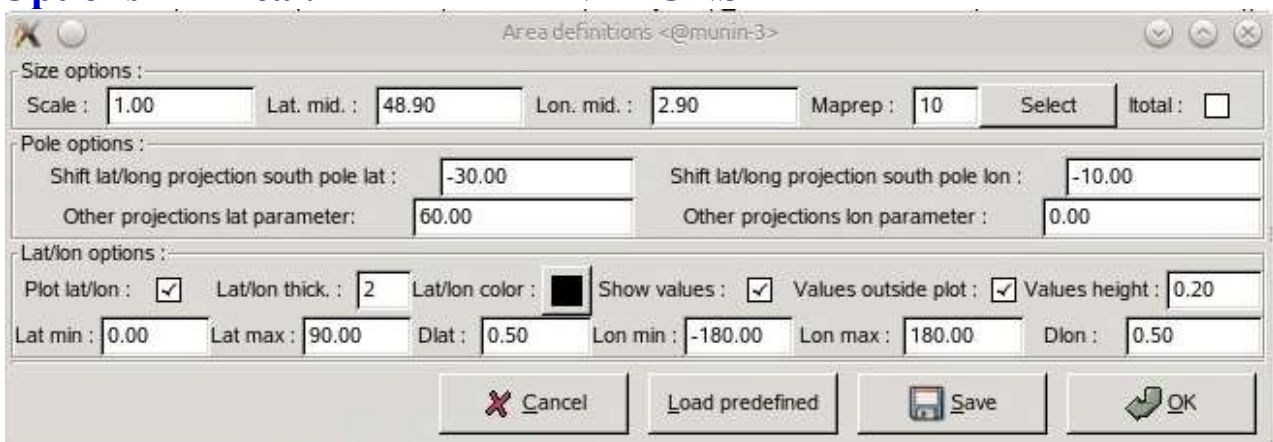 Area definitions <@munin-3>
Size options :
Scale : 1.00 Lat. mid. : 48.90 Lon. mid. : 2.90 Maprep : 10 Select Itotal :
Pole options :
Shift lat/long projection south pole lat : -30.00 Shift lat/long projection south pole lon : -10.00
Other projections lat parameter: 60.00 Other projections lon parameter : 0.00
Lat/lon options :
Plot lat/lon : Lat/lon thick. : 2 Lat/lon color : Show values : Values outside plot : Values height : 0.20
Lat min : 0.00 Lat max : 90.00 Dlat : 0.50 Lon min : -180.00 Lon max : 180.00 Dlon : 0.50
Cancel Load predefined Save OK